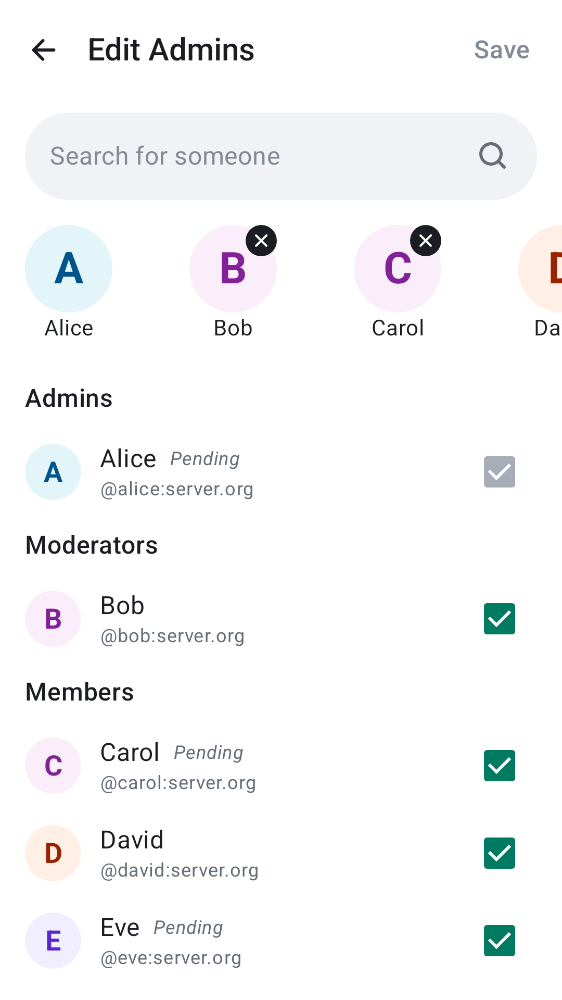 Edit Admins Save
Search for someone
A B C D
Alice Bob Carol Da
Admins
A Alice Pending
@alice:server.org
Moderators
B Bob
@bob:server.org
Members
C Carol Pending
@carol:server.org
D David
@david:server.org
E Eve Pending
@eve:server.org